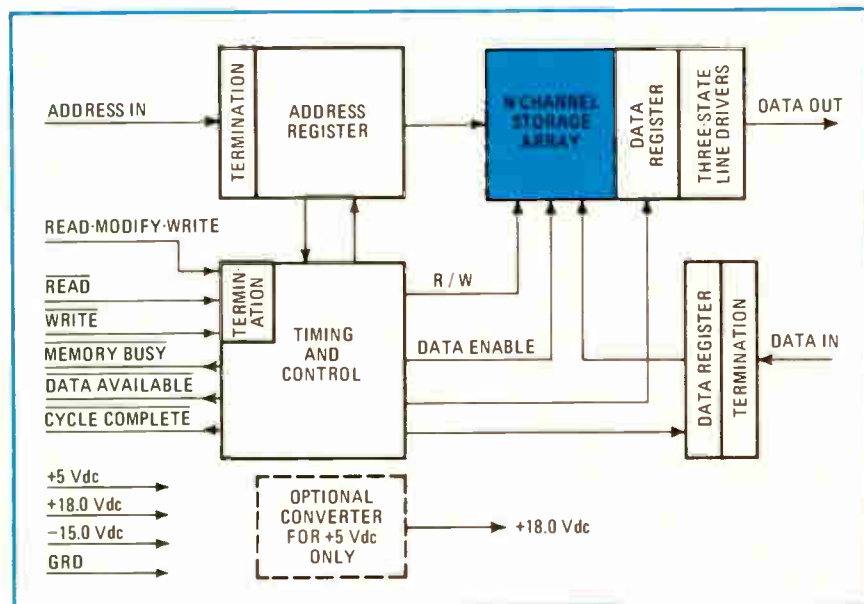 ADDRESS IN
TERMINATION
ADDRESS
REGISTER
N CHANNEL
STORAGE
ARRAY
DATA
REGISTER
THREE-STATE
LINE DRIVERS
DATA OUT
READ-MODIFY-WRITE
READ
WRITE
MEMORY BUSY
DATA AVAILABLE
CYCLE COMPLETE
TERMIN-
ATION
TIMING
AND
CONTROL
R / W
DATA ENABLE
DATA REGISTER
TERMINATION
DATA IN
+5 Vdc
+18.0 Vdc
−15.0 Vdc
GRD
OPTIONAL
CONVERTER
FOR +5 Vdc
ONLY
+18.0 Vdc